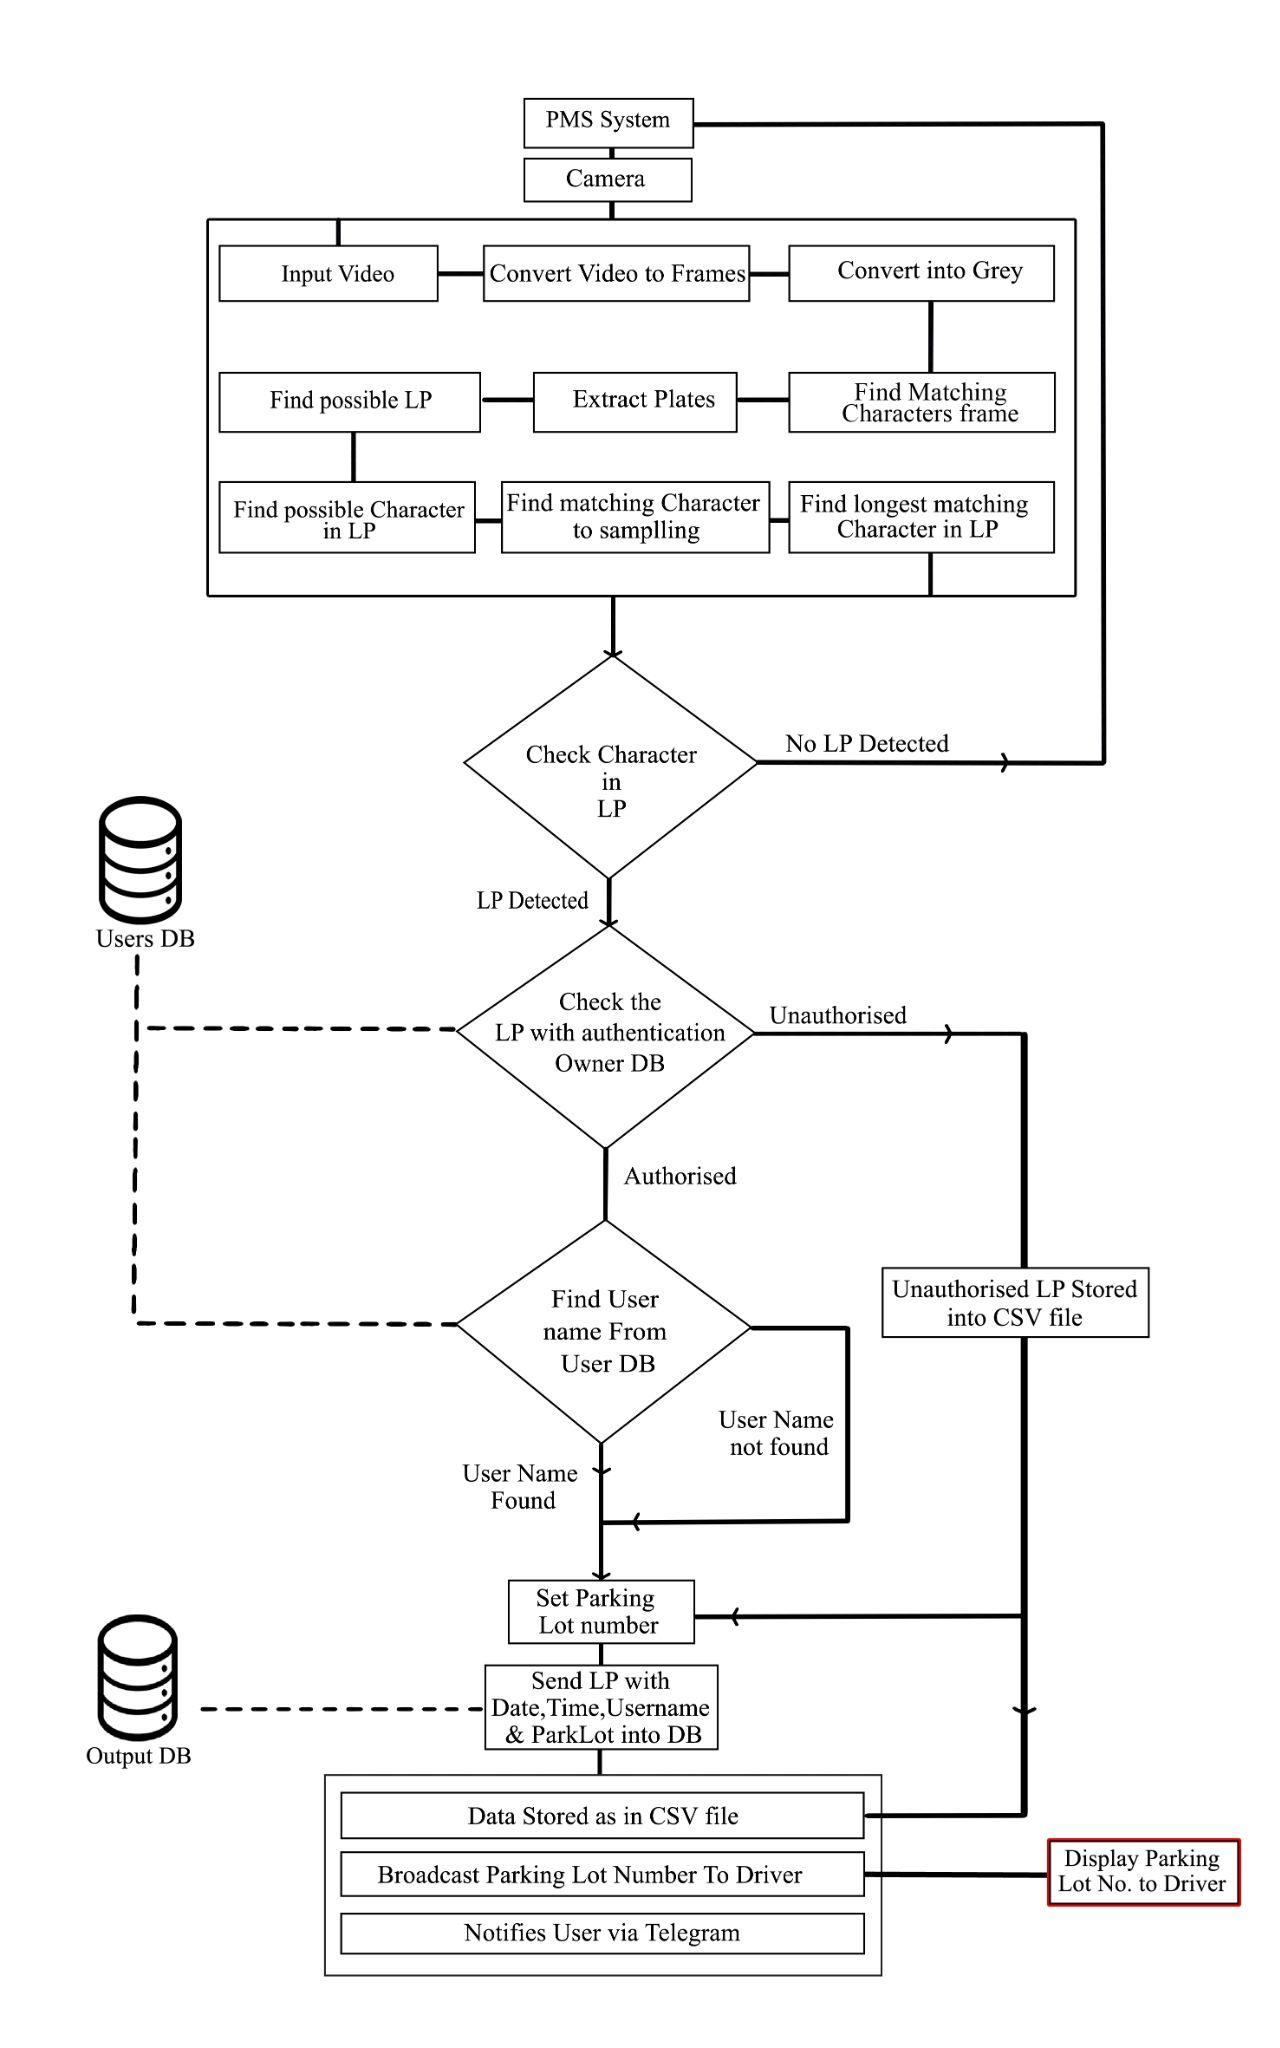 PMS System
Camera
Input Video
Convert Video to Frames
Convert into Grey
Find possible LP
Extract Plates
Find Matching
Characters frame
Find possible Character
in LP
Find matching Character
to samplling
Find longest matching
Character in LP
Check Character
in
LP
No LP Detected
LP Detected
Users DB
Check the
LP with authentication
Owner DB
Unauthorised
Authorised
Unauthorised LP Stored
into CSV file
Find User
name From
User DB
User Name
not found
User Name
Found
Set Parking
Lot number
Send LP with
Date,Time,Username
& ParkLot into DB
Output DB
Data Stored as in CSV file
Broadcast Parking Lot Number To Driver
Display Parking
Lot No. to Driver
Notifies User via Telegram